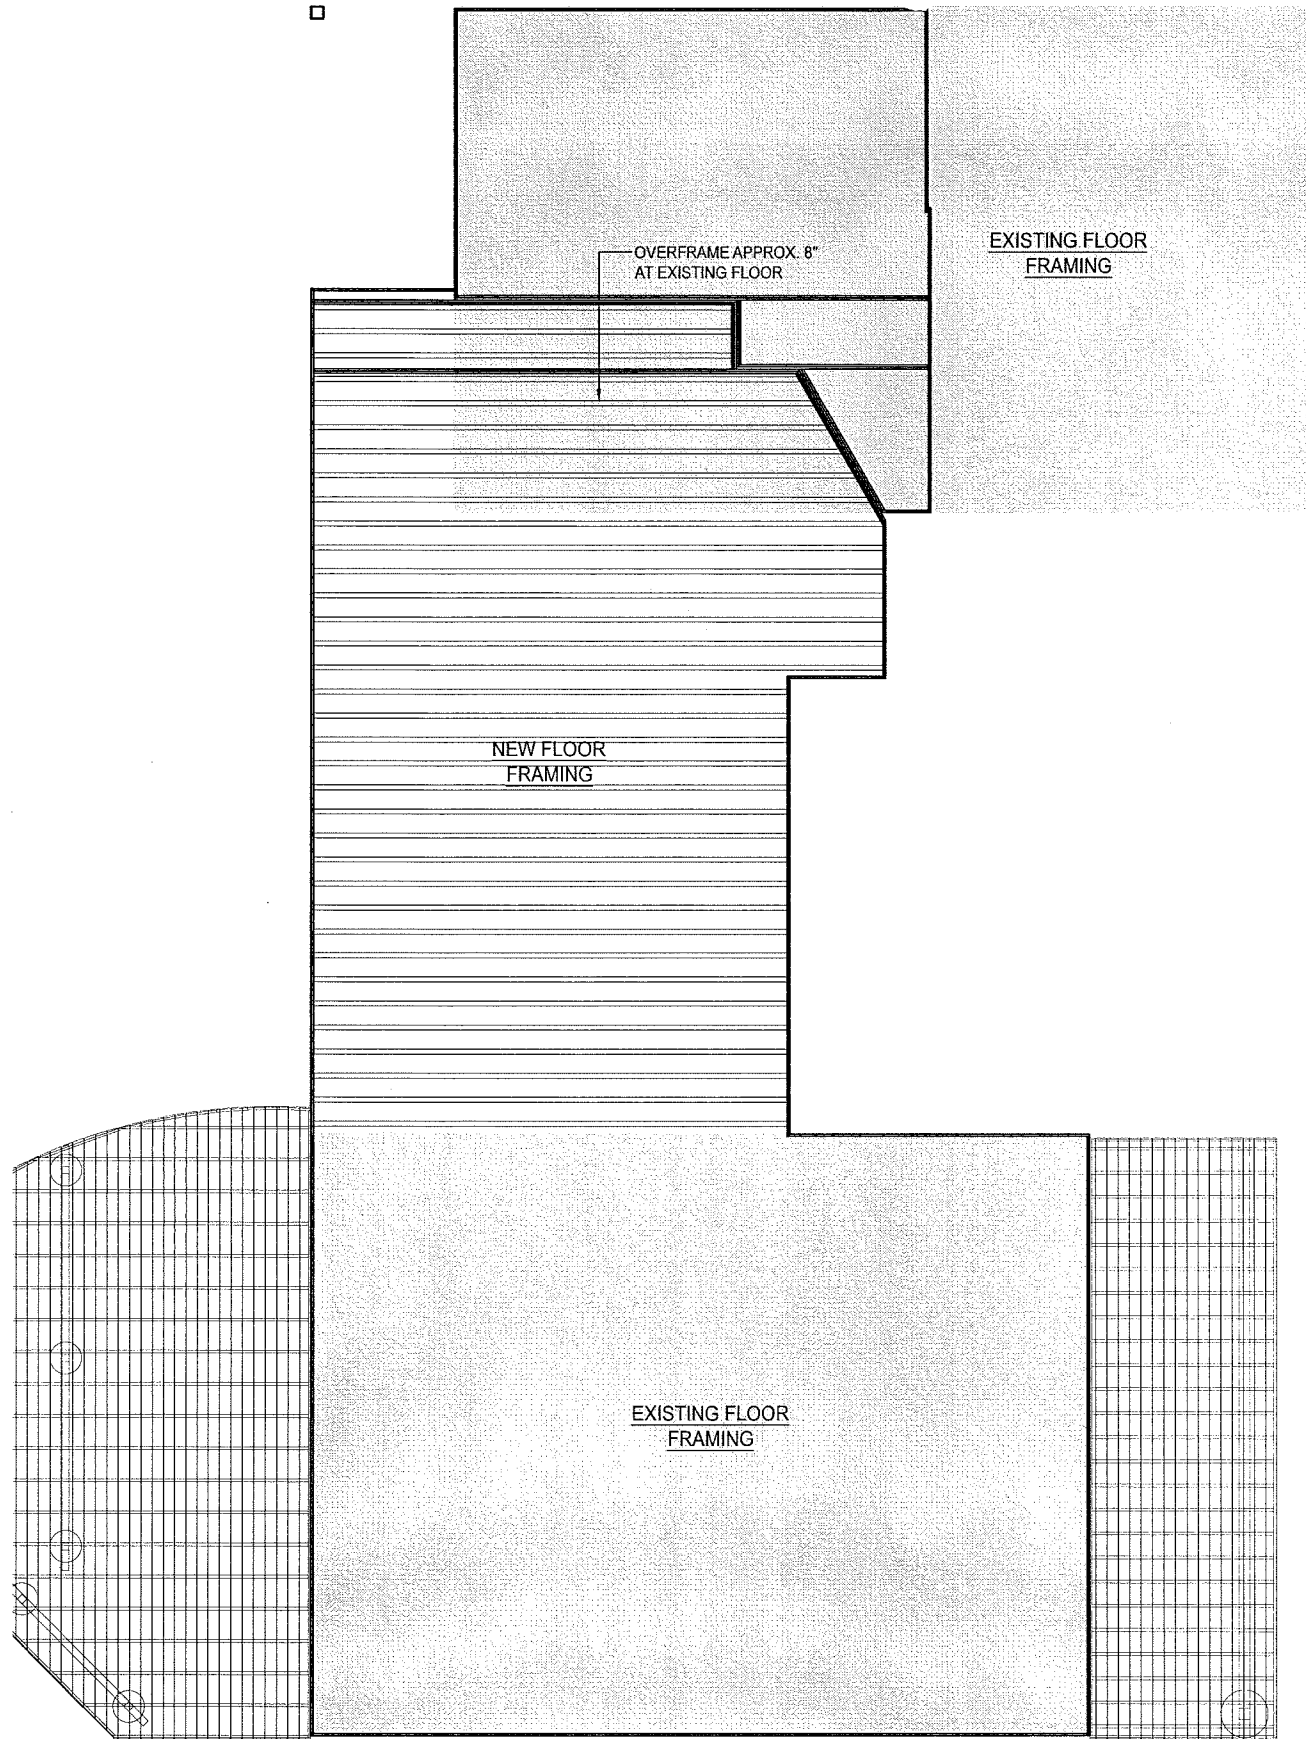 OVERFRAME APPROX. 8"
AT EXISTING FLOOR
EXISTING FLOOR
FRAMING
NEW FLOOR
FRAMING
EXISTING FLOOR
FRAMING